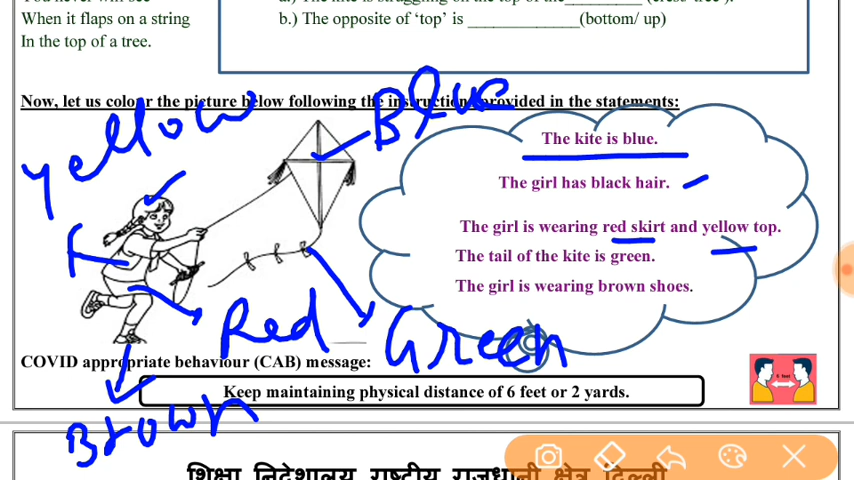 When it flaps on a string
In the top of a tree.
b.) The opposite of ‘top’ is ____________(bottom/ up)
Now, let us colour the picture below following the instructions provided in the statements:
Yellow
Blue
The kite is blue.
The girl has black hair.
The girl is wearing red skirt and yellow top.
The tail of the kite is green.
The girl is wearing brown shoes.
Red
Green
Brown
COVID appropriate behaviour (CAB) message:
Keep maintaining physical distance of 6 feet or 2 yards.
शिक्षा निदेशालय राष्ट्रीय राजधानी क्षेत्र दिल्ली